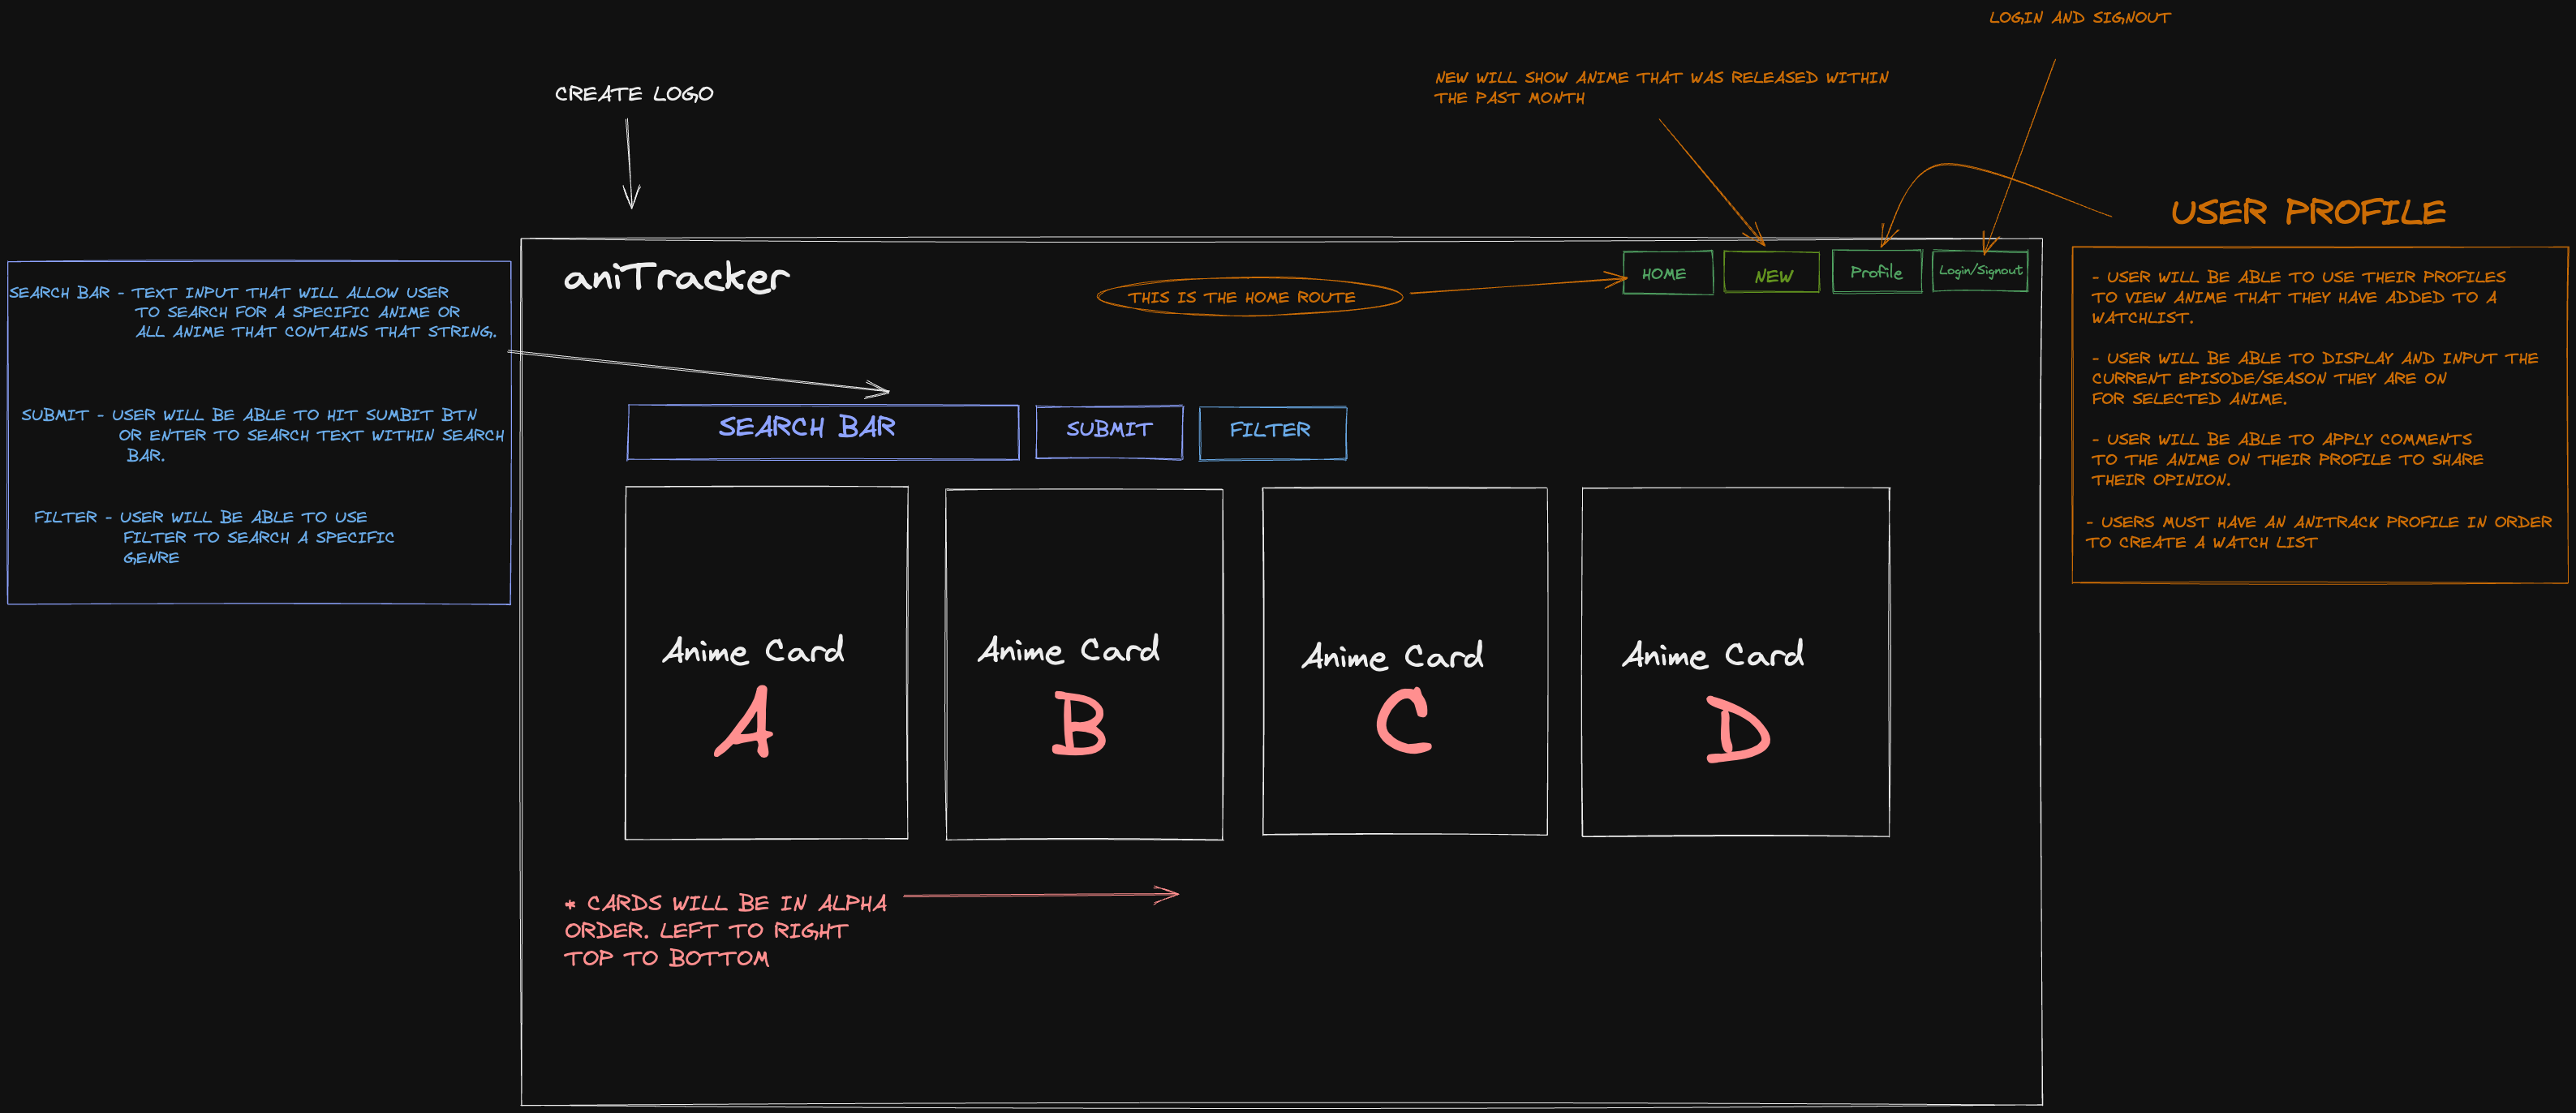 LOGIN AND SIGNOUT
NEW WILL SHOW ANIME THAT WAS RELEASED WITHIN
THE PAST MONTH
CREATE LOGO
USER PROFILE
aniTracker
HOME
NEW
Profile
Login/Signout
THIS IS THE HOME ROUTE
SEARCH BAR - TEXT INPUT THAT WILL ALLOW USER
TO SEARCH FOR A SPECIFIC ANIME OR
ALL ANIME THAT CONTAINS THAT STRING.
SUBMIT - USER WILL BE ABLE TO HIT SUMBIT BTN
OR ENTER TO SEARCH TEXT WITHIN SEARCH
BAR.
FILTER - USER WILL BE ABLE TO USE
FILTER TO SEARCH A SPECIFIC
GENRE
- USER WILL BE ABLE TO USE THEIR PROFILES
TO VIEW ANIME THAT THEY HAVE ADDED TO A
WATCHLIST.
- USER WILL BE ABLE TO DISPLAY AND INPUT THE
CURRENT EPISODE/SEASON THEY ARE ON
FOR SELECTED ANIME.
- USER WILL BE ABLE TO APPLY COMMENTS
TO THE ANIME ON THEIR PROFILE TO SHARE
THEIR OPINION.
- USERS MUST HAVE AN ANITRACK PROFILE IN ORDER
TO CREATE A WATCH LIST
SEARCH BAR
SUBMIT
FILTER
Anime Card
A
Anime Card
B
Anime Card
C
Anime Card
D
* CARDS WILL BE IN ALPHA
ORDER. LEFT TO RIGHT
TOP TO BOTTOM